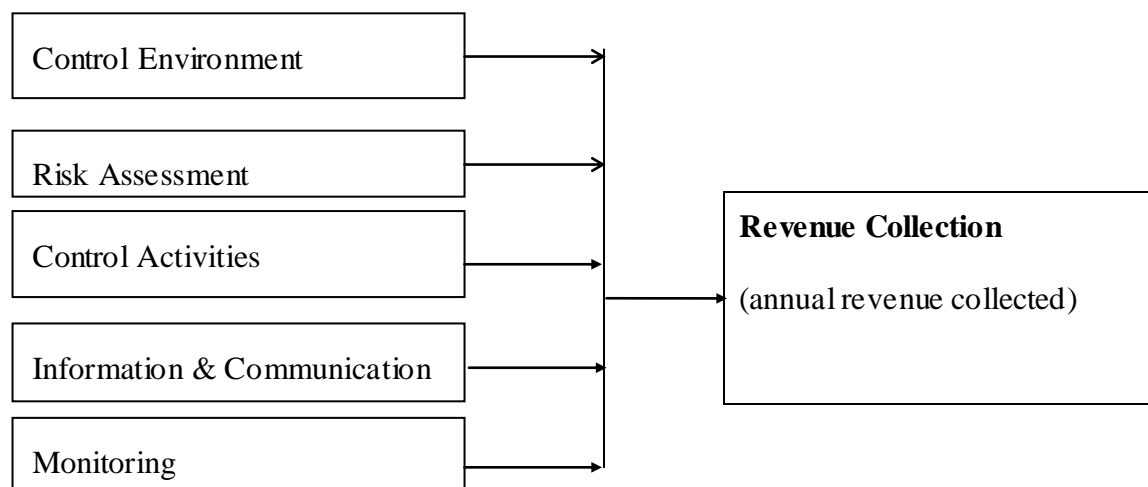 Control Environment
Risk Assessment
Control Activities
Information & Communication
Monitoring
Revenue Collection
(annual revenue collected)